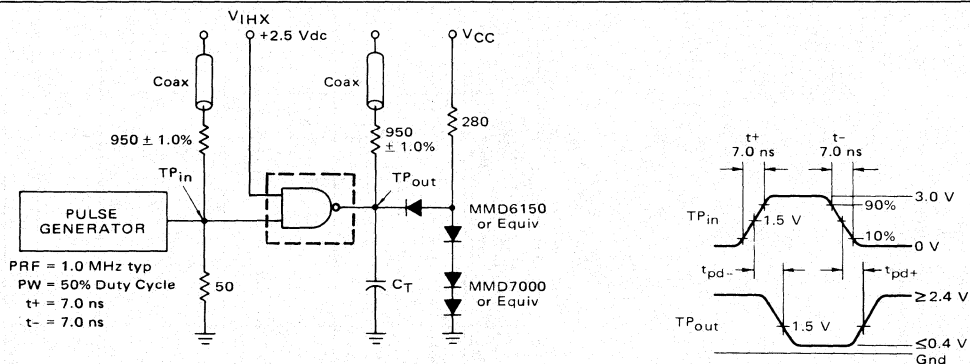 VIHX
+2.5 Vdc
VCC
Coax
Coax
950 ± 1.0%
950
± 1.0%
280
TPin
TPout
PULSE
GENERATOR
MMD6150
or Equiv
PRF = 1.0 MHz typ
PW = 50% Duty Cycle
t+ = 7.0 ns
t- = 7.0 ns
50
CT
MMD7000
or Equiv
t+
7.0 ns
t-
7.0 ns
3.0 V
90%
TPin
1.5 V
10%
0 V
tpd-
tpd+
≥2.4 V
TPout
1.5 V
≤0.4 V
Gnd